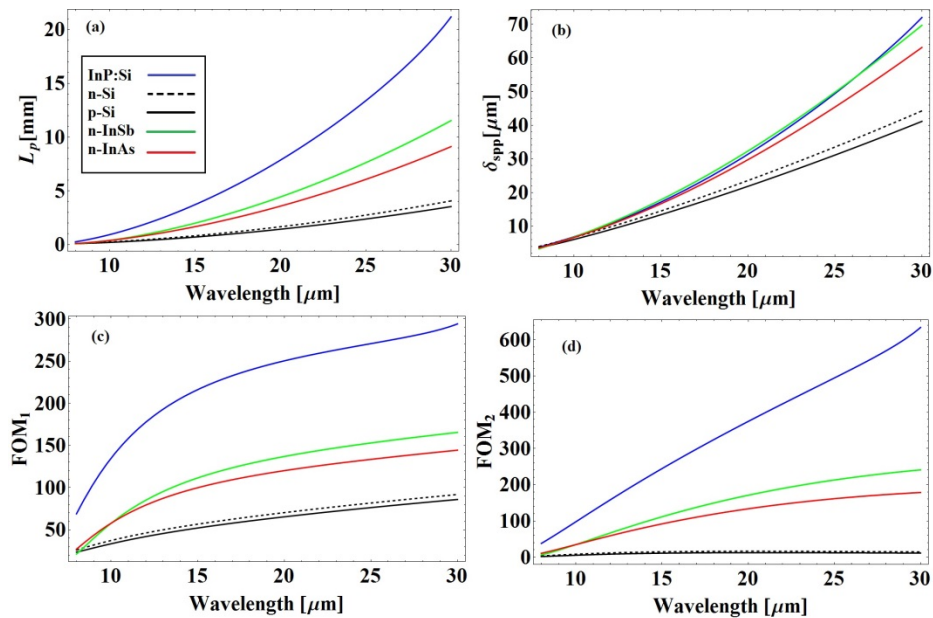 (a)
20
15
10
5
0
L_p[mm]
InP:Si
n-Si
p-Si
n-InSb
n-InAs
10 15 20 25 30
Wavelength [μm]
(b)
70
60
50
40
30
20
10
δ_spp[μm]
10 15 20 25 30
Wavelength [μm]
(c)
300
250
200
150
100
50
FOM₁
10 15 20 25 30
Wavelength [μm]
(d)
600
500
400
300
200
100
0
FOM₂
10 15 20 25 30
Wavelength [μm]